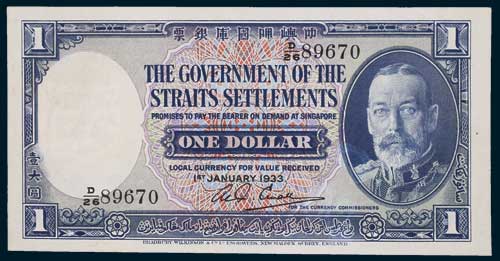 票銀庫國叻嶼呷
1
1
D/26 89670
THE GOVERNMENT OF THE
STRAITS SETTLEMENTS
PROMISES TO PAY THE BEARER ON DEMAND AT SINGAPORE
ONE DOLLAR
LOCAL CURRENCY FOR VALUE RECEIVED
1ST JANUARY 1933
壹大圓
D/26 89670
FOR THE CURRENCY COMMISSIONERS
1
1
BRADBURY WILKINSON & Co Ld ENGRAVERS, NEW MALDEN, SURREY, ENGLAND.